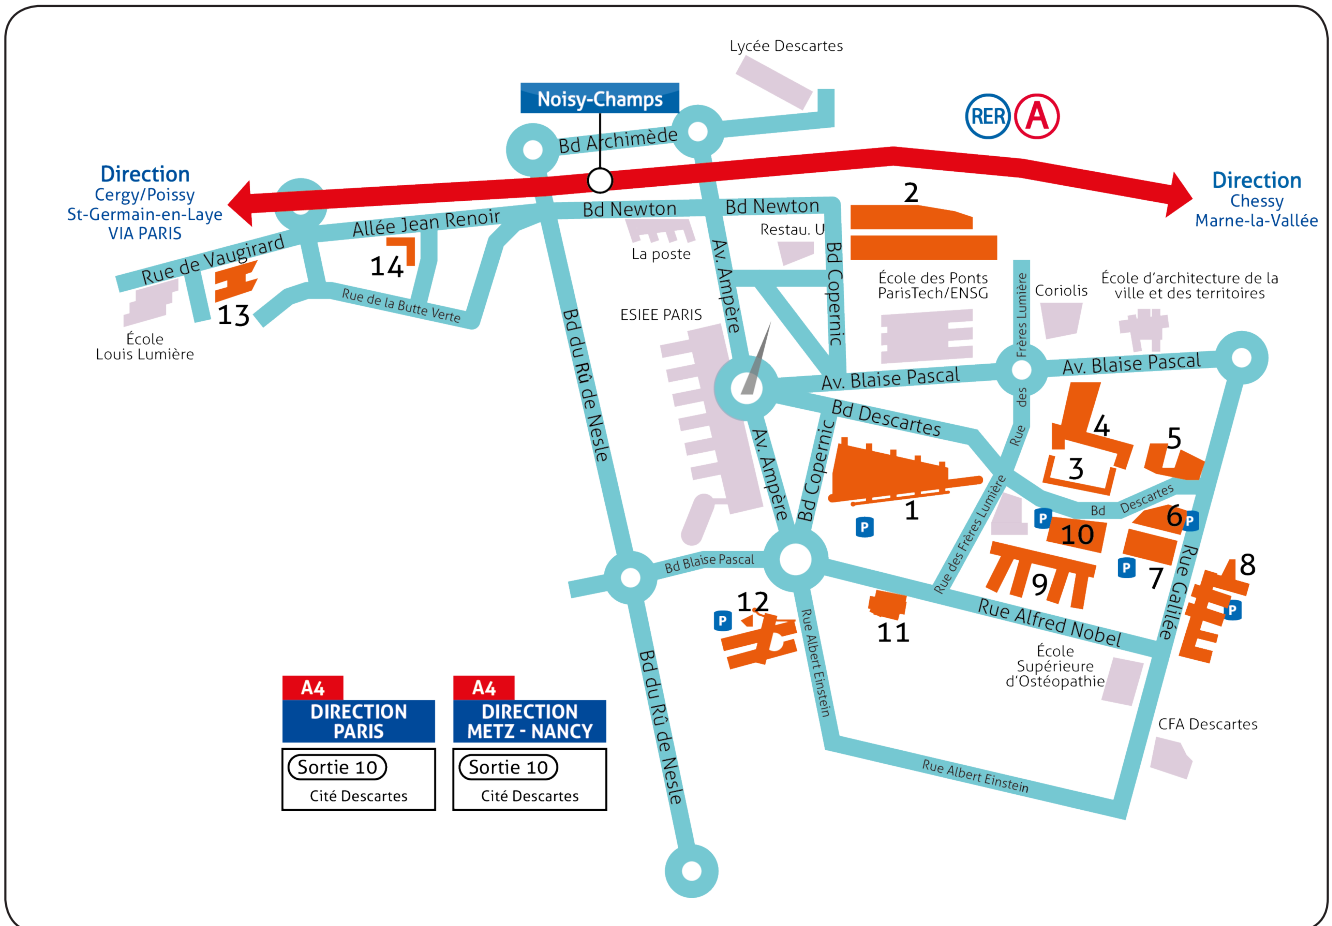 Lycée Descartes
Noisy-Champs
RER A
Bd Archimède
Direction
Cergy/Poissy
St-Germain-en-Laye
VIA PARIS
Direction
Chessy
Marne-la-Vallée
2
Bd Newton
Bd Newton
Allée Jean Renoir
Restau. U
Rue de Vaugirard
La poste
14
Av. Ampère
Bd Copernic
École des Ponts
ParisTech/ENSG
Rue des Frères Lumière
Coriolis
École d'architecture de la
ville et des territoires
13
Rue de la Butte Verte
École
Louis Lumière
ESIEE PARIS
Bd du Rû de Nesle
Av. Blaise Pascal
Av. Blaise Pascal
Bd Descartes
Av. Ampère
Bd Copernic
4
5
3
1
P
Bd Descartes
P
10
6
P
Rue des Frères Lumière
7
P
9
8
P
Rue Galilée
Bd Blaise Pascal
12
P
11
Rue Alfred Nobel
Rue Albert Einstein
École
Supérieure
d'Ostéopathie
Bd du Rû de Nesle
CFA Descartes
Rue Albert Einstein
A4
DIRECTION
PARIS
Sortie 10
Cité Descartes
A4
DIRECTION
METZ - NANCY
Sortie 10
Cité Descartes